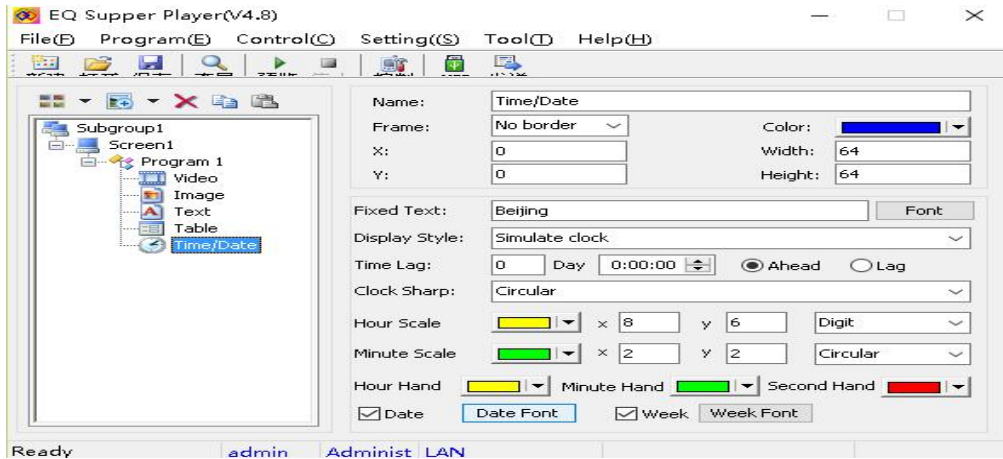 EQ Supper Player(V4.8)
File(F) Program(E) Control(C) Setting((S) Tool(T) Help(H)
Name: Time/Date
Subgroup1
Frame: No border Color:
Screen1
X: 0 Width: 64
Program 1
Y: 0 Height: 64
Video
Image
Text
Fixed Text: Beijing Font
Table
Display Style: Simulate clock
Time/Date
Time Lag: 0 Day 0:00:00 Ahead Lag
Clock Sharp: Circular
Hour Scale x 8 y 6 Digit
Minute Scale x 2 y 2 Circular
Hour Hand Minute Hand Second Hand
Date Date Font Week Week Font
Ready admin Administ LAN